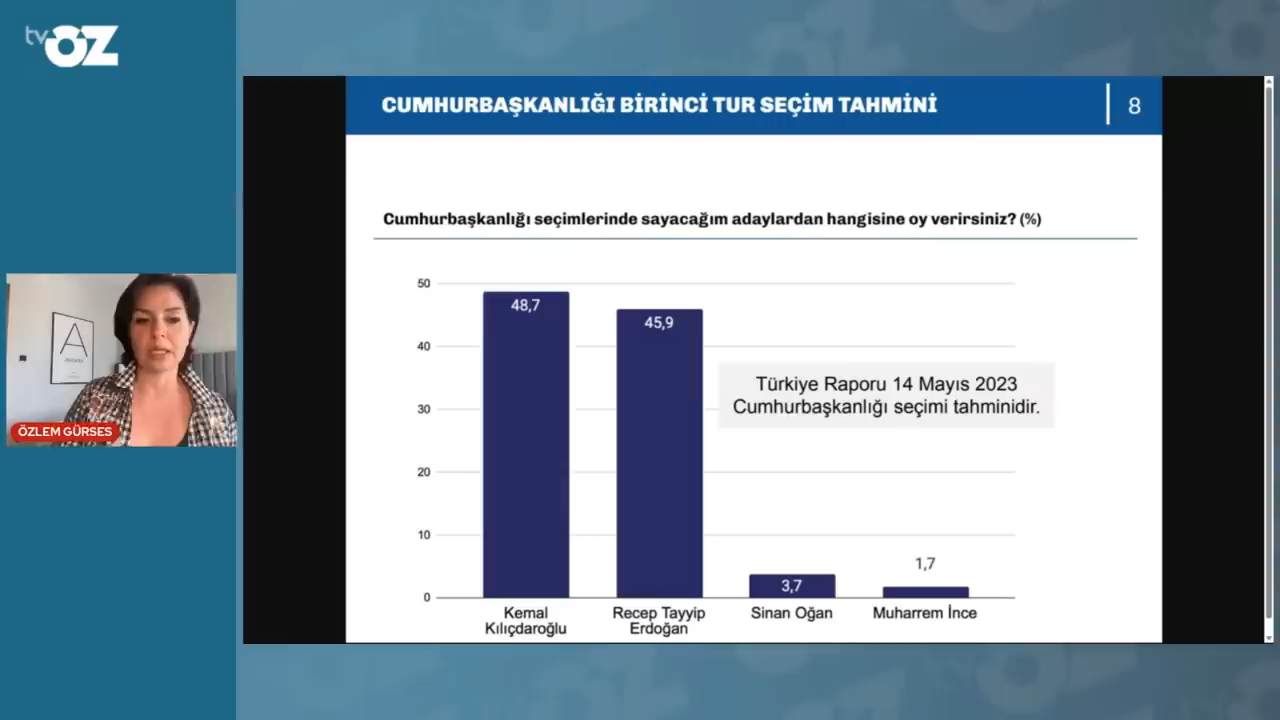 tv ÖZ
CUMHURBAŞKANLIĞI BİRİNCİ TUR SEÇİM TAHMİNİ
8
Cumhurbaşkanlığı seçimlerinde sayacağım adaylardan hangisine oy verirsiniz? (%)
50
40
30
20
10
0
48,7
45,9
3,7
1,7
Türkiye Raporu 14 Mayıs 2023
Cumhurbaşkanlığı seçimi tahminidir.
Kemal
Kılıçdaroğlu
Recep Tayyip
Erdoğan
Sinan Oğan
Muharrem İnce
A
ÖZLEM GÜRSES